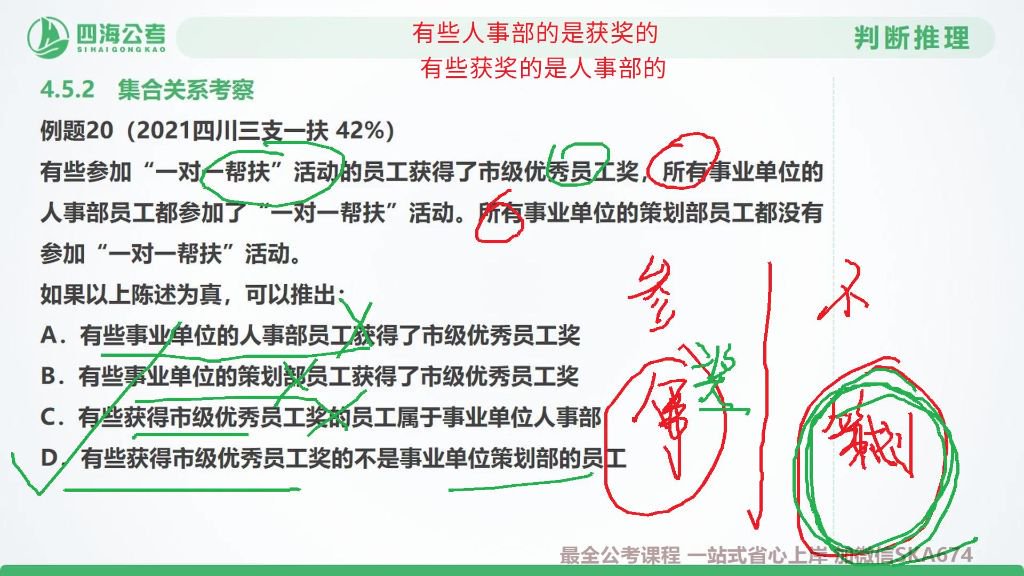 四海公考
SIHAIGONGKAO
有些人事部的是获奖的
有些获奖的是人事部的
判断推理
4.5.2 集合关系考察
例题20（2021四川三支一扶 42%）
有些参加“一对一帮扶”活动的员工获得了市级优秀员工奖，所有事业单位的
人事部员工都参加了“一对一帮扶”活动。所有事业单位的策划部员工都没有
参加“一对一帮扶”活动。
如果以上陈述为真，可以推出：
A．有些事业单位的人事部员工获得了市级优秀员工奖
B．有些事业单位的策划部员工获得了市级优秀员工奖
C．有些获得市级优秀员工奖的员工属于事业单位人事部
D．有些获得市级优秀员工奖的不是事业单位策划部的员工
参
不
奖
策划
最全公考课程 一站式省心上岸 加微信SKA674